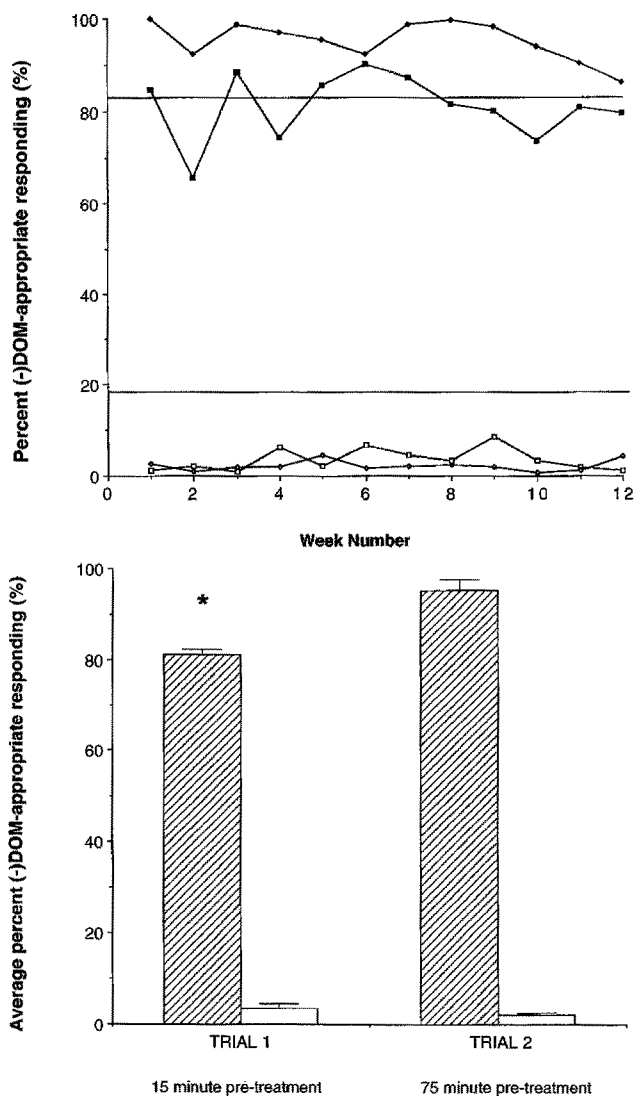 Percent (-)DOM-appropriate responding (%)
100
80
60
40
20
0
0 2 4 6 8 10 12
Week Number
Average percent (-)DOM-appropriate responding (%)
100
80
60
40
20
0
*
TRIAL 1 TRIAL 2
15 minute pre-treatment 75 minute pre-treatment